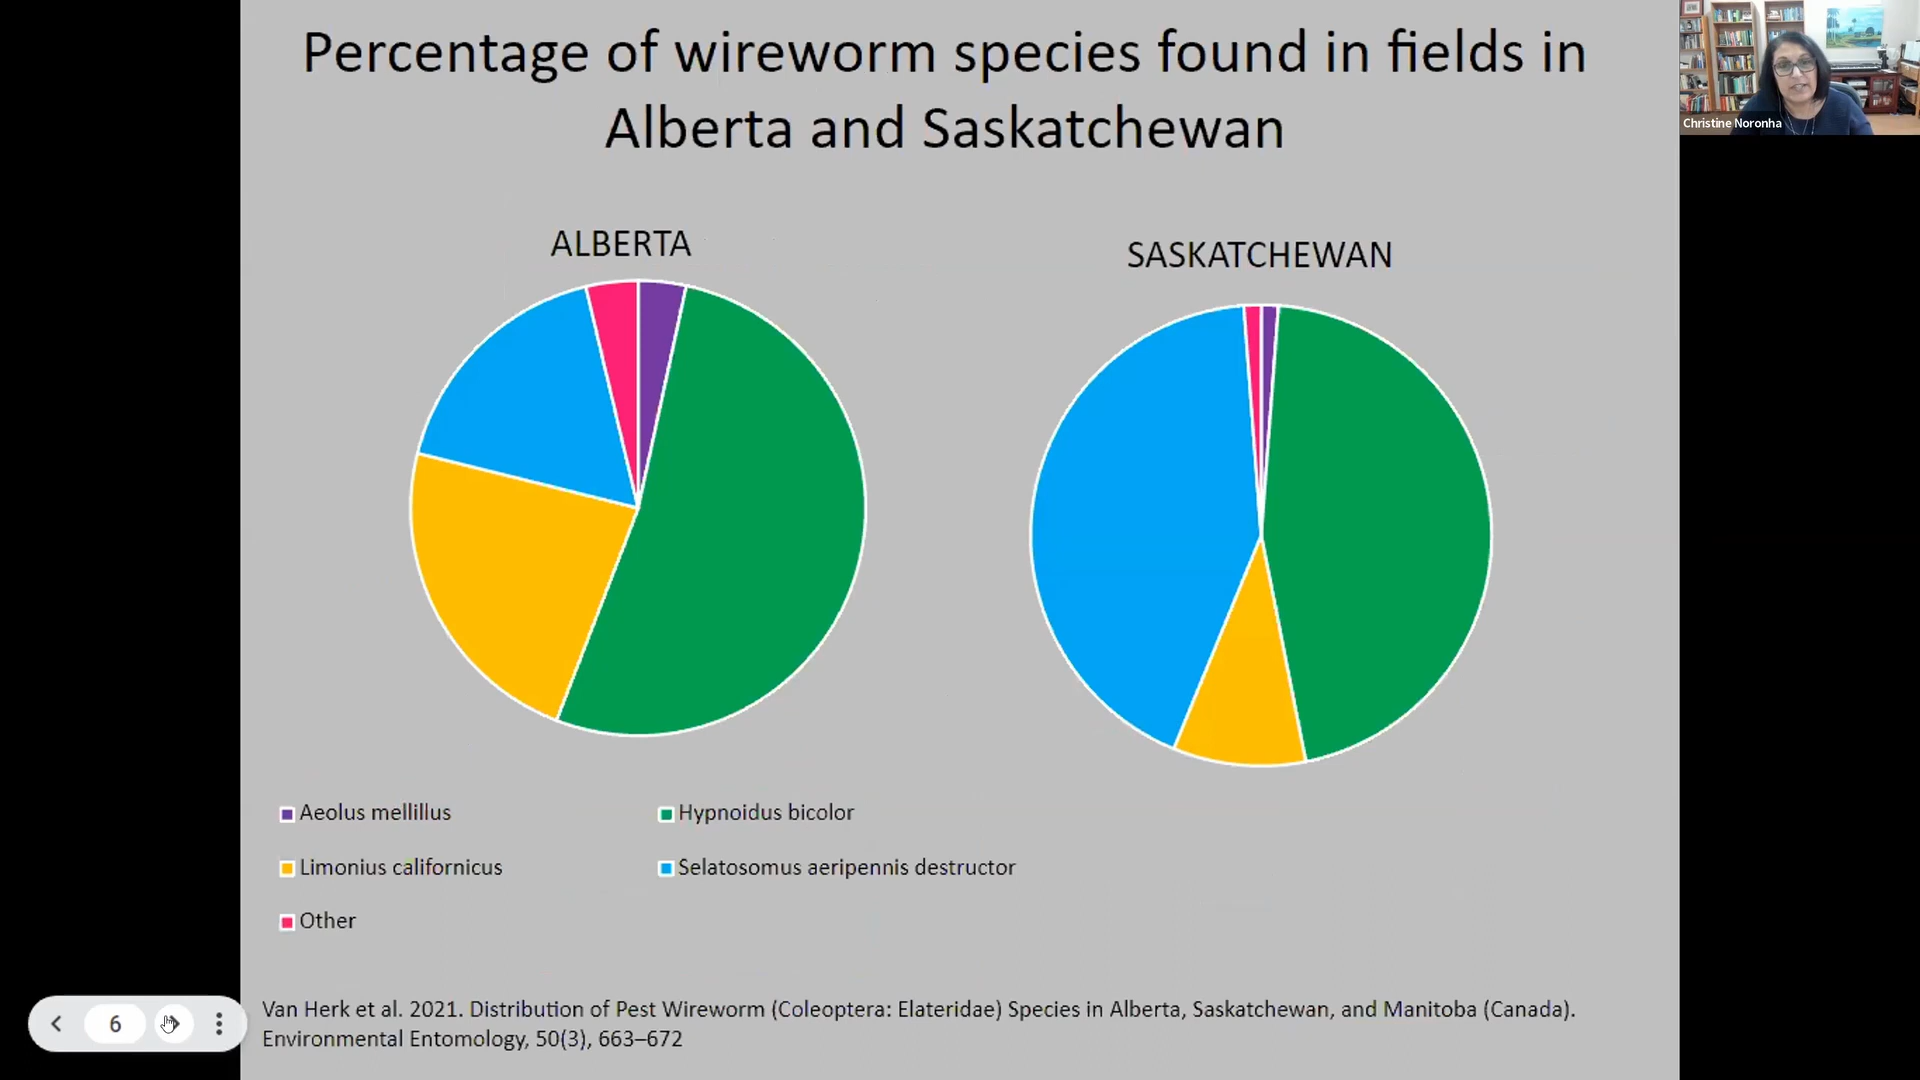 Percentage of wireworm species found in fields in
Alberta and Saskatchewan
Christine Noronha
ALBERTA
SASKATCHEWAN
Aeolus mellillus
Hypnoidus bicolor
Limonius californicus
Selatosomus aeripennis destructor
Other
Van Herk et al. 2021. Distribution of Pest Wireworm (Coleoptera: Elateridae) Species in Alberta, Saskatchewan, and Manitoba (Canada).
Environmental Entomology, 50(3), 663–672
6